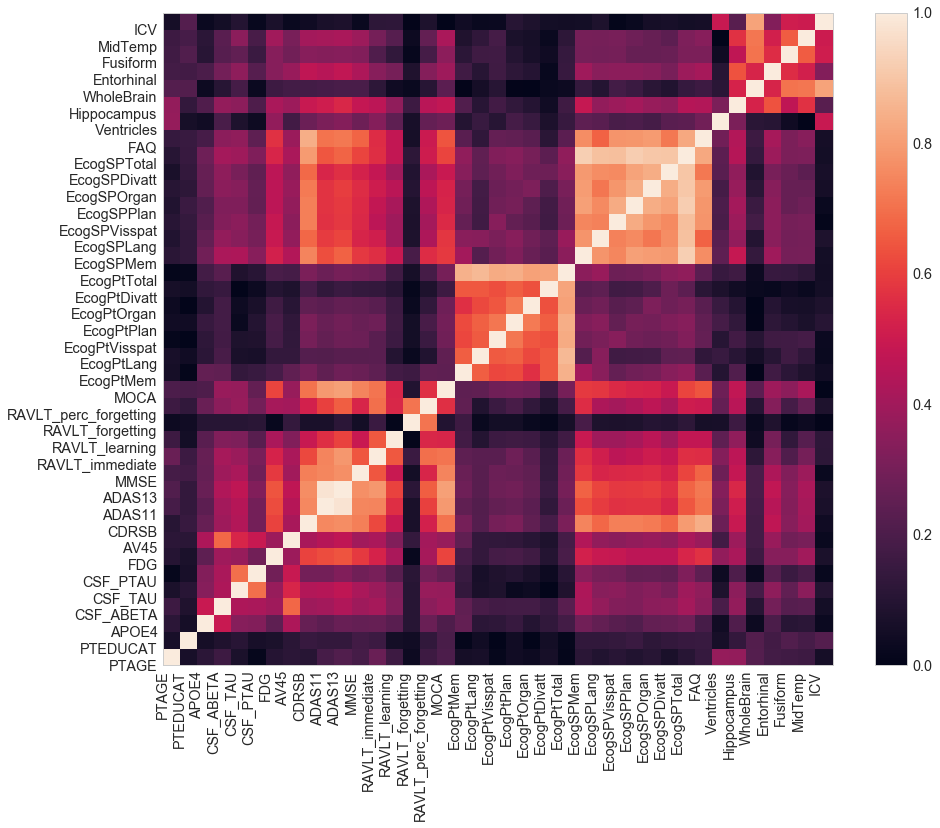 ICV
MidTemp
Fusiform
Entorhinal
WholeBrain
Hippocampus
Ventricles
FAQ
EcogSPTotal
EcogSPDivatt
EcogSPOrgan
EcogSPPlan
EcogSPVisspat
EcogSPLang
EcogSPMem
EcogPtTotal
EcogPtDivatt
EcogPtOrgan
EcogPtPlan
EcogPtVisspat
EcogPtLang
EcogPtMem
MOCA
RAVLT_perc_forgetting
RAVLT_forgetting
RAVLT_learning
RAVLT_immediate
MMSE
ADAS13
ADAS11
CDRSB
AV45
FDG
CSF_PTAU
CSF_TAU
CSF_ABETA
APOE4
PTEDUCAT
PTAGE
PTAGE
PTEDUCAT
APOE4
CSF_ABETA
CSF_TAU
CSF_PTAU
FDG
AV45
CDRSB
ADAS11
ADAS13
MMSE
RAVLT_immediate
RAVLT_learning
RAVLT_forgetting
RAVLT_perc_forgetting
MOCA
EcogPtMem
EcogPtLang
EcogPtVisspat
EcogPtPlan
EcogPtOrgan
EcogPtDivatt
EcogPtTotal
EcogSPMem
EcogSPLang
EcogSPVisspat
EcogSPPlan
EcogSPOrgan
EcogSPDivatt
EcogSPTotal
FAQ
Ventricles
Hippocampus
WholeBrain
Entorhinal
Fusiform
MidTemp
ICV
1.0
0.8
0.6
0.4
0.2
0.0